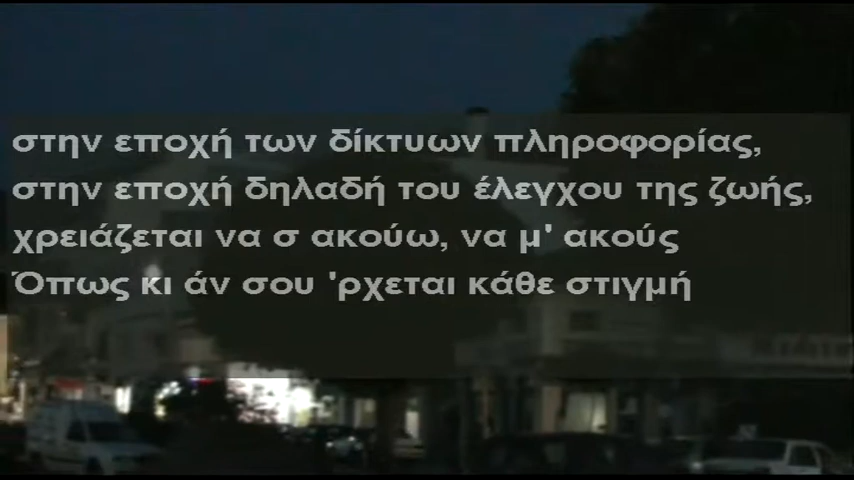 στην εποχή των δίκτυων πληροφορίας,
στην εποχή δηλαδή του έλεγχου της ζωής,
χρειάζεται να σ ακούω, να μ' ακούς
Όπως κι άν σου 'ρχεται κάθε στιγμή